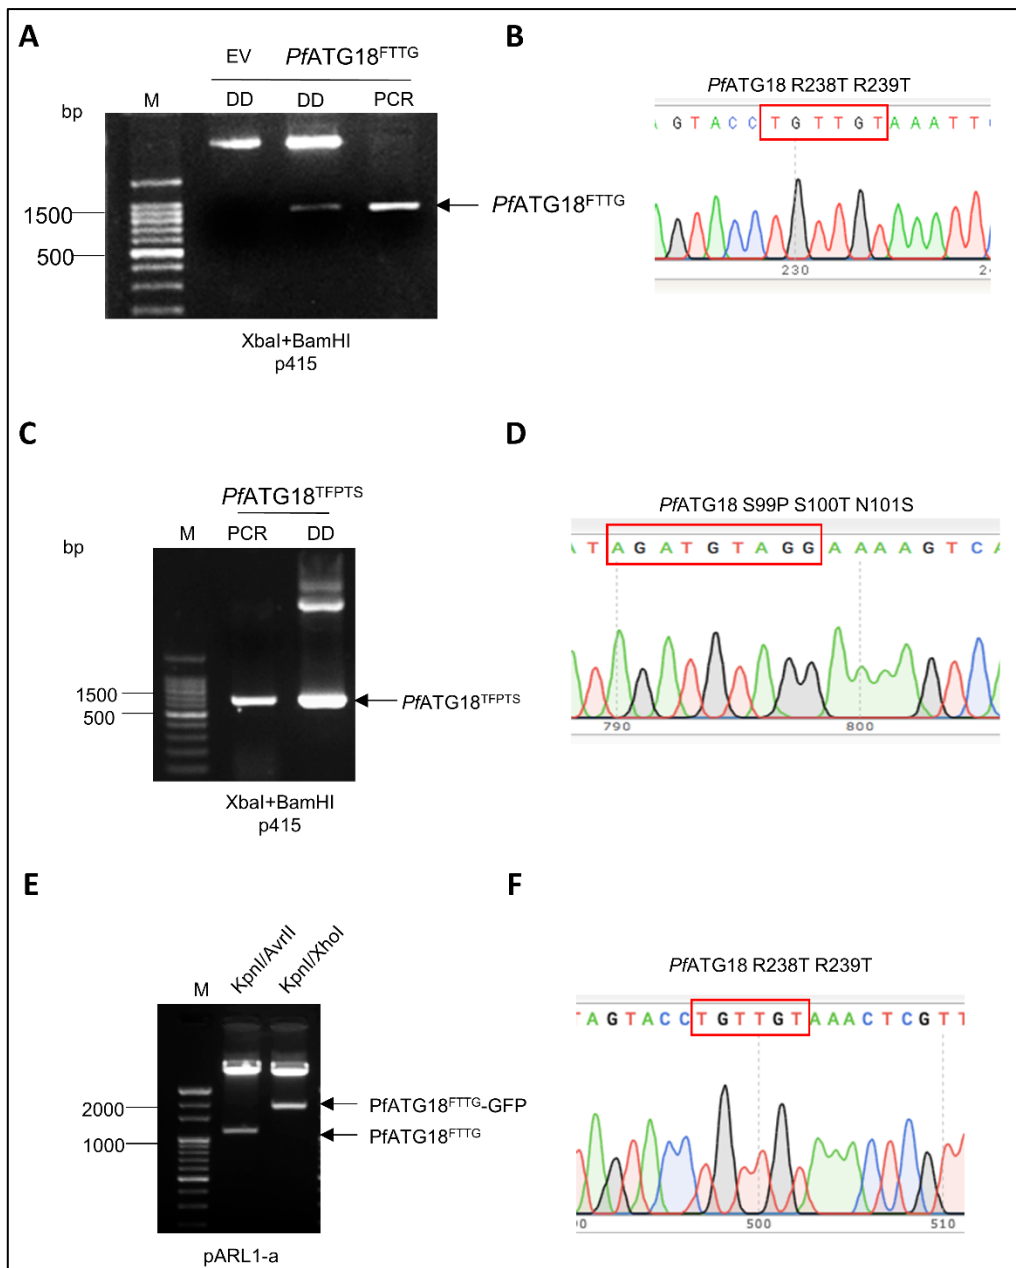 A
EV PfATG18FTTG
bp M DD DD PCR
1500
500
PfATG18FTTG
XbaI+BamHI
p415
B
PfATG18 R238T R239T
A G T A C C T G T T G T A A A T T
230
C
PfATG18TFPTS
bp M PCR DD
1500
500
PfATG18TFPTS
XbaI+BamHI
p415
D
PfATG18 S99P S100T N101S
A T A G A T G T A G G A A A A G T C A
790 800
E
M KpnI/AvrII KpnI/XhoI
2000
1000
PfATG18FTTG-GFP
PfATG18FTTG
pARL1-a
F
PfATG18 R238T R239T
T A G T A C C T G T T G T A A A C T C G T T
500 510